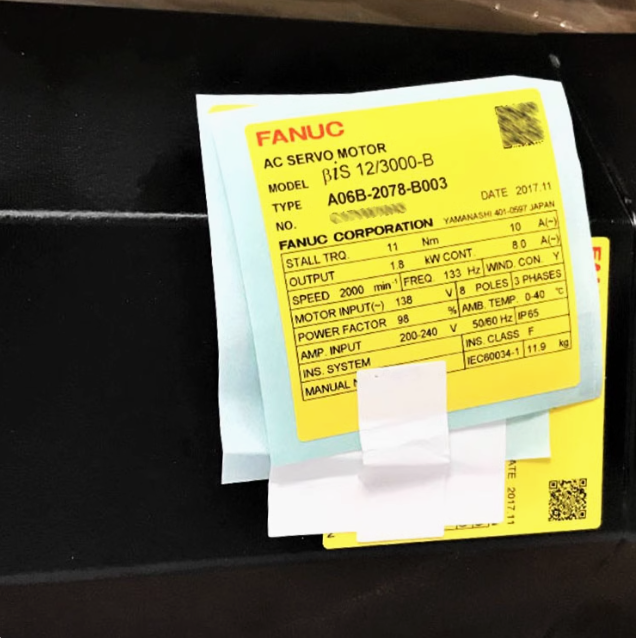 FANUC
AC SERVO MOTOR
MODEL βiS 12/3000-B
TYPE A06B-2078-B003
NO. DATE 2017.11
FANUC CORPORATION YAMANASHI 401-0597 JAPAN
STALL TRQ. 11 Nm 10 A(~)
OUTPUT 1.8 kW CONT. 8.0 A(~)
SPEED 2000 min-1 FREQ. 133 Hz WIND. CON. Y
MOTOR INPUT(~) 138 V 8 POLES 3 PHASES
POWER FACTOR 98 % AMB. TEMP. 0-40 ℃
AMP. INPUT 200-240 V 50/60 Hz IP65
INS. SYSTEM INS. CLASS F
MANUAL IEC60034-1 11.9 kg
2017.11